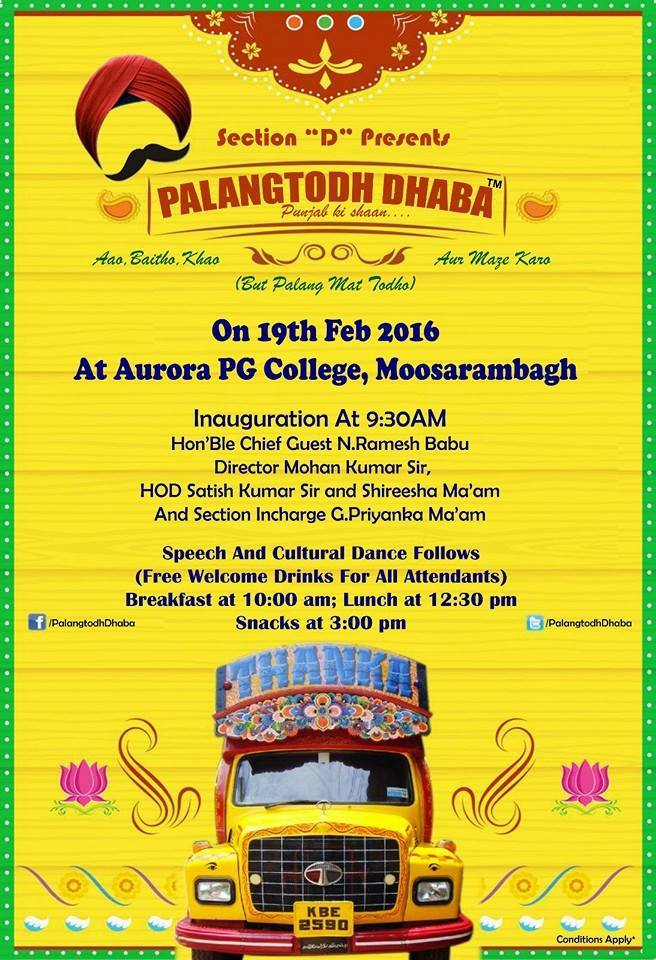 Section "D" Presents
PALANGTODH DHABA™
Punjab ki shaan....
Aao,Baitho,Khao
Aur Maze Karo
(But Palang Mat Todho)
On 19th Feb 2016
At Aurora PG College, Moosarambagh
Inauguration At 9:30AM
Hon'Ble Chief Guest N.Ramesh Babu
Director Mohan Kumar Sir,
HOD Satish Kumar Sir and Shireesha Ma'am
And Section Incharge G.Priyanka Ma'am
Speech And Cultural Dance Follows
(Free Welcome Drinks For All Attendants)
Breakfast at 10:00 am; Lunch at 12:30 pm
Snacks at 3:00 pm
/PalangtodhDhaba
/PalangtodhDhaba
THANKA
KBE
2590
Conditions Apply*